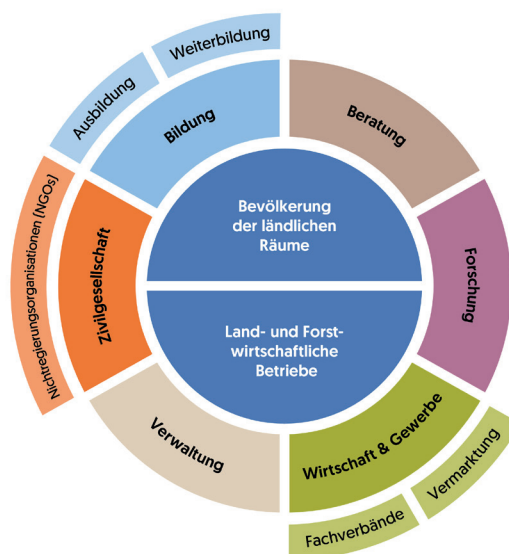 Weiterbildung
Ausbildung
Bildung
Beratung
Nichtregierungsorganisationen (NGOs)
Zivilgesellschaft
Bevölkerung
der ländlichen
Räume
Forschung
Land- und Forst-
wirtschaftliche
Betriebe
Verwaltung
Wirtschaft & Gewerbe
Vermarktung
Fachverbände